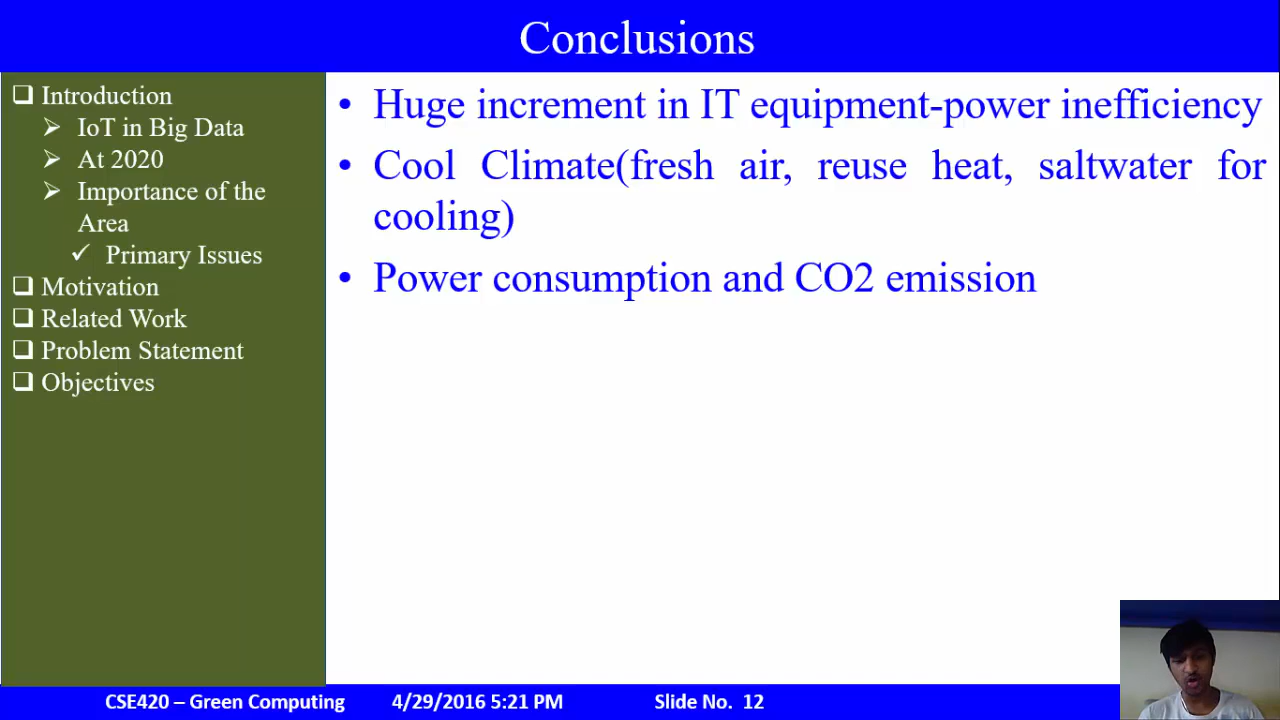 Conclusions
Introduction
IoT in Big Data
At 2020
Importance of the
Area
Primary Issues
Motivation
Related Work
Problem Statement
Objectives
• Huge increment in IT equipment-power inefficiency
• Cool Climate(fresh air, reuse heat, saltwater for
cooling)
• Power consumption and CO2 emission
CSE420 – Green Computing 4/29/2016 5:21 PM Slide No. 12